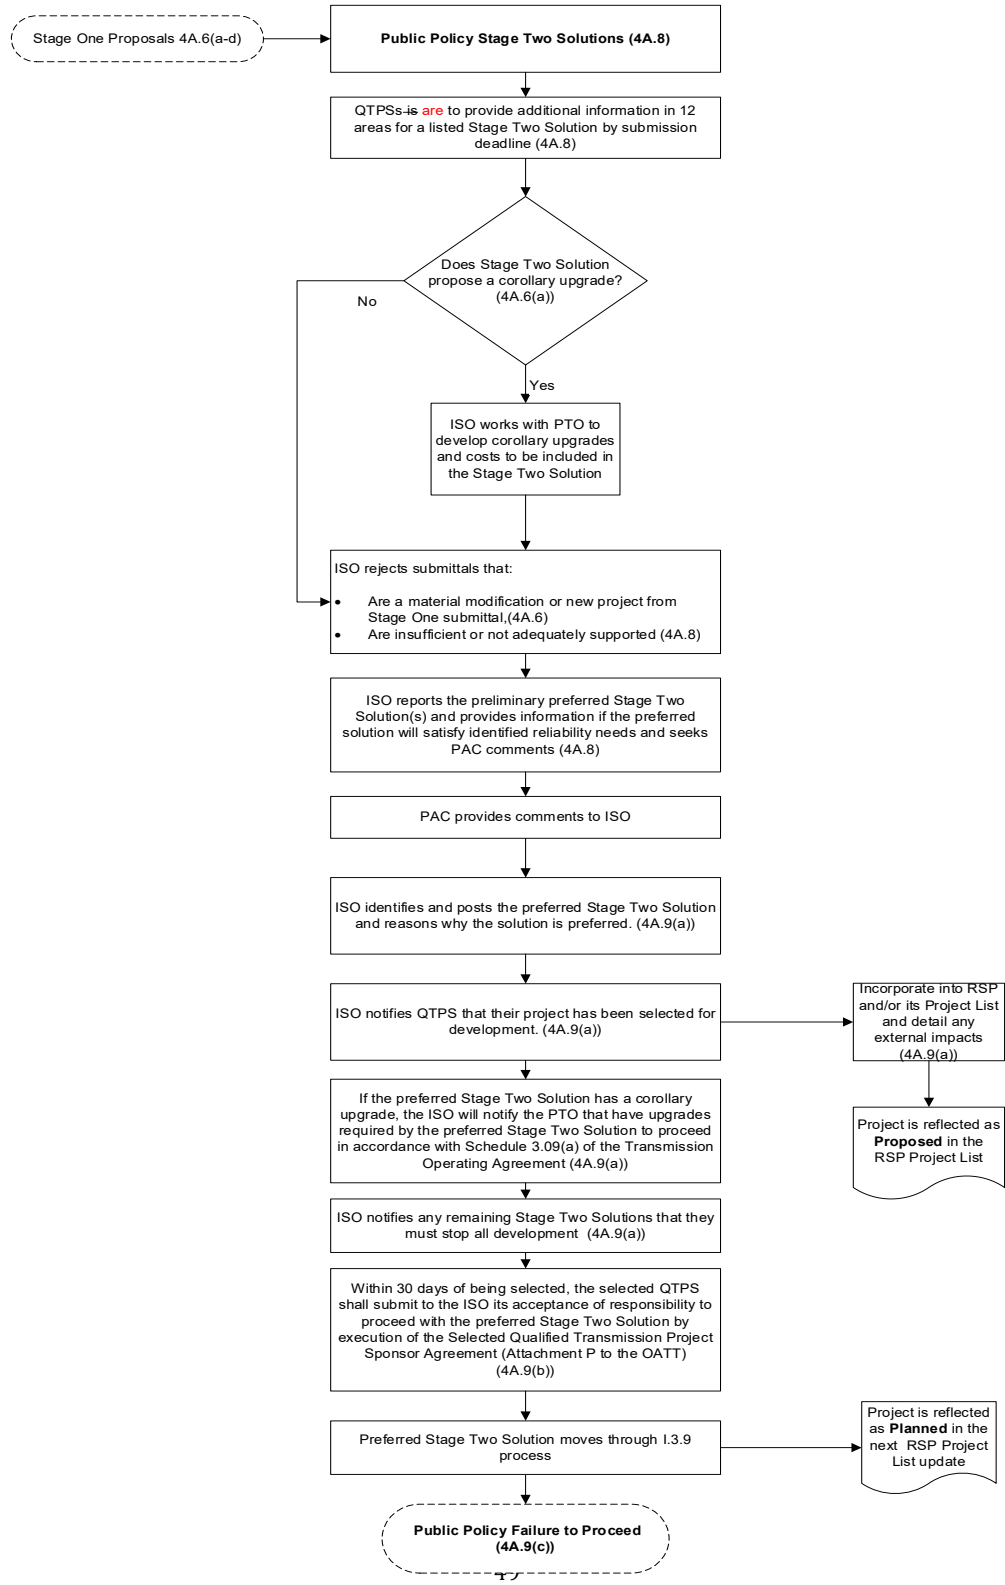 Stage One Proposals 4A.6(a-d)
Public Policy Stage Two Solutions (4A.8)
QTPSs is are to provide additional information in 12
areas for a listed Stage Two Solution by submission
deadline (4A.8)
Does Stage Two Solution
propose a corollary upgrade?
(4A.6(a))
No
Yes
ISO works with PTO to
develop corollary upgrades
and costs to be included in
the Stage Two Solution
ISO rejects submittals that:
• Are a material modification or new project from
Stage One submittal,(4A.6)
• Are insufficient or not adequately supported (4A.8)
ISO reports the preliminary preferred Stage Two
Solution(s) and provides information if the preferred
solution will satisfy identified reliability needs and seeks
PAC comments (4A.8)
PAC provides comments to ISO
ISO identifies and posts the preferred Stage Two Solution
and reasons why the solution is preferred. (4A.9(a))
ISO notifies QTPS that their project has been selected for
development. (4A.9(a))
Incorporate into RSP
and/or its Project List
and detail any
external impacts
(4A.9(a))
Project is reflected as
Proposed in the
RSP Project List
If the preferred Stage Two Solution has a corollary
upgrade, the ISO will notify the PTO that have upgrades
required by the preferred Stage Two Solution to proceed
in accordance with Schedule 3.09(a) of the Transmission
Operating Agreement (4A.9(a))
ISO notifies any remaining Stage Two Solutions that they
must stop all development (4A.9(a))
Within 30 days of being selected, the selected QTPS
shall submit to the ISO its acceptance of responsibility to
proceed with the preferred Stage Two Solution by
execution of the Selected Qualified Transmission Project
Sponsor Agreement (Attachment P to the OATT)
(4A.9(b))
Preferred Stage Two Solution moves through I.3.9
process
Project is reflected
as Planned in the
next RSP Project
List update
Public Policy Failure to Proceed
(4A.9(c))